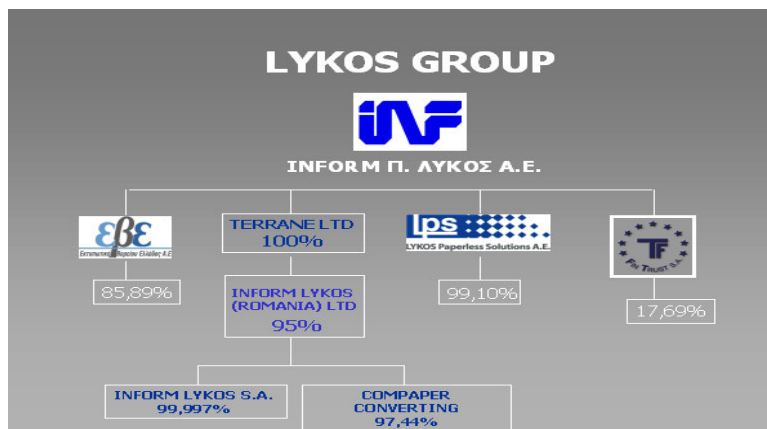 LYKOS GROUP
INF
INFORM Π. ΛΥΚΟΣ Α.Ε.
εβε
Εκτυπωτική Βορείου Ελλάδος Α.Ε
85,89%
TERRANE LTD
100%
INFORM LYKOS
(ROMANIA) LTD
95%
lps
LYKOS Paperless Solutions A.E.
99,10%
TF
FIN TRUST S.A.
17,69%
INFORM LYKOS S.A.
99,997%
COMPAPER
CONVERTING
97,44%